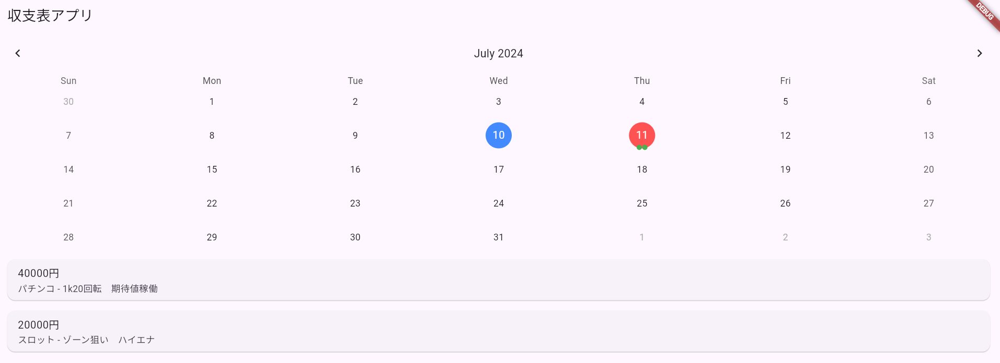 収支表アプリ
DEBUG
July 2024
Sun Mon Tue Wed Thu Fri Sat
30 1 2 3 4 5 6
7 8 9 10 11 12 13
14 15 16 17 18 19 20
21 22 23 24 25 26 27
28 29 30 31 1 2 3
40000円
パチンコ - 1k20回転　期待値稼働
20000円
スロット - ゾーン狙い　ハイエナ